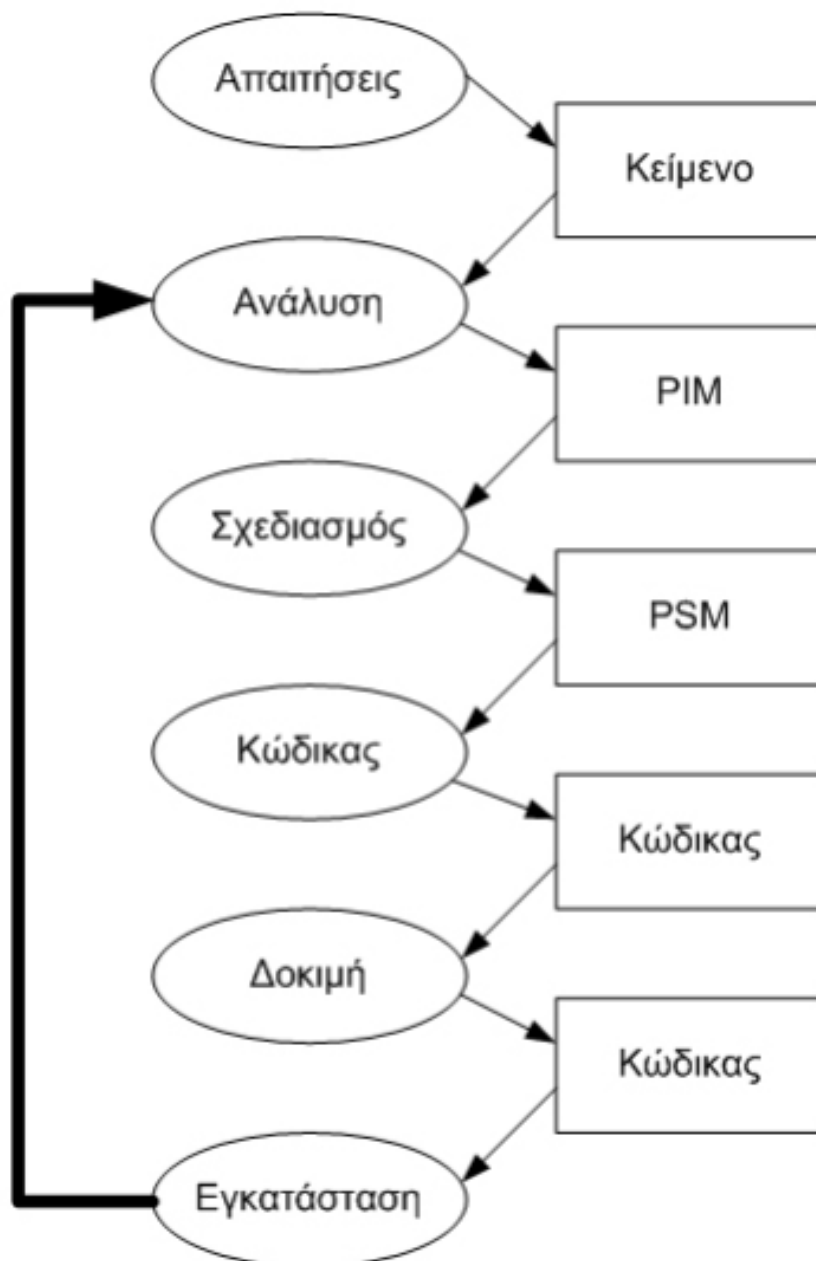 Απαιτήσεις
Κείμενο
Ανάλυση
PIM
Σχεδιασμός
PSM
Κώδικας
Κώδικας
Δοκιμή
Κώδικας
Εγκατάσταση